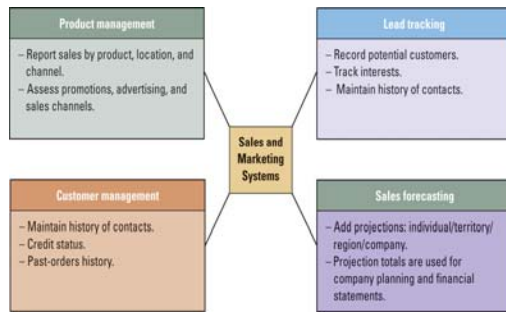 Product management
– Report sales by product, location, and
channel.
– Assess promotions, advertising, and
sales channels.
Lead tracking
– Record potential customers.
– Track interests.
– Maintain history of contacts.
Sales and
Marketing
Systems
Customer management
– Maintain history of contacts.
– Credit status.
– Past-orders history.
Sales forecasting
– Add projections: individual/territory/
region/company.
– Projection totals are used for
company planning and financial
statements.